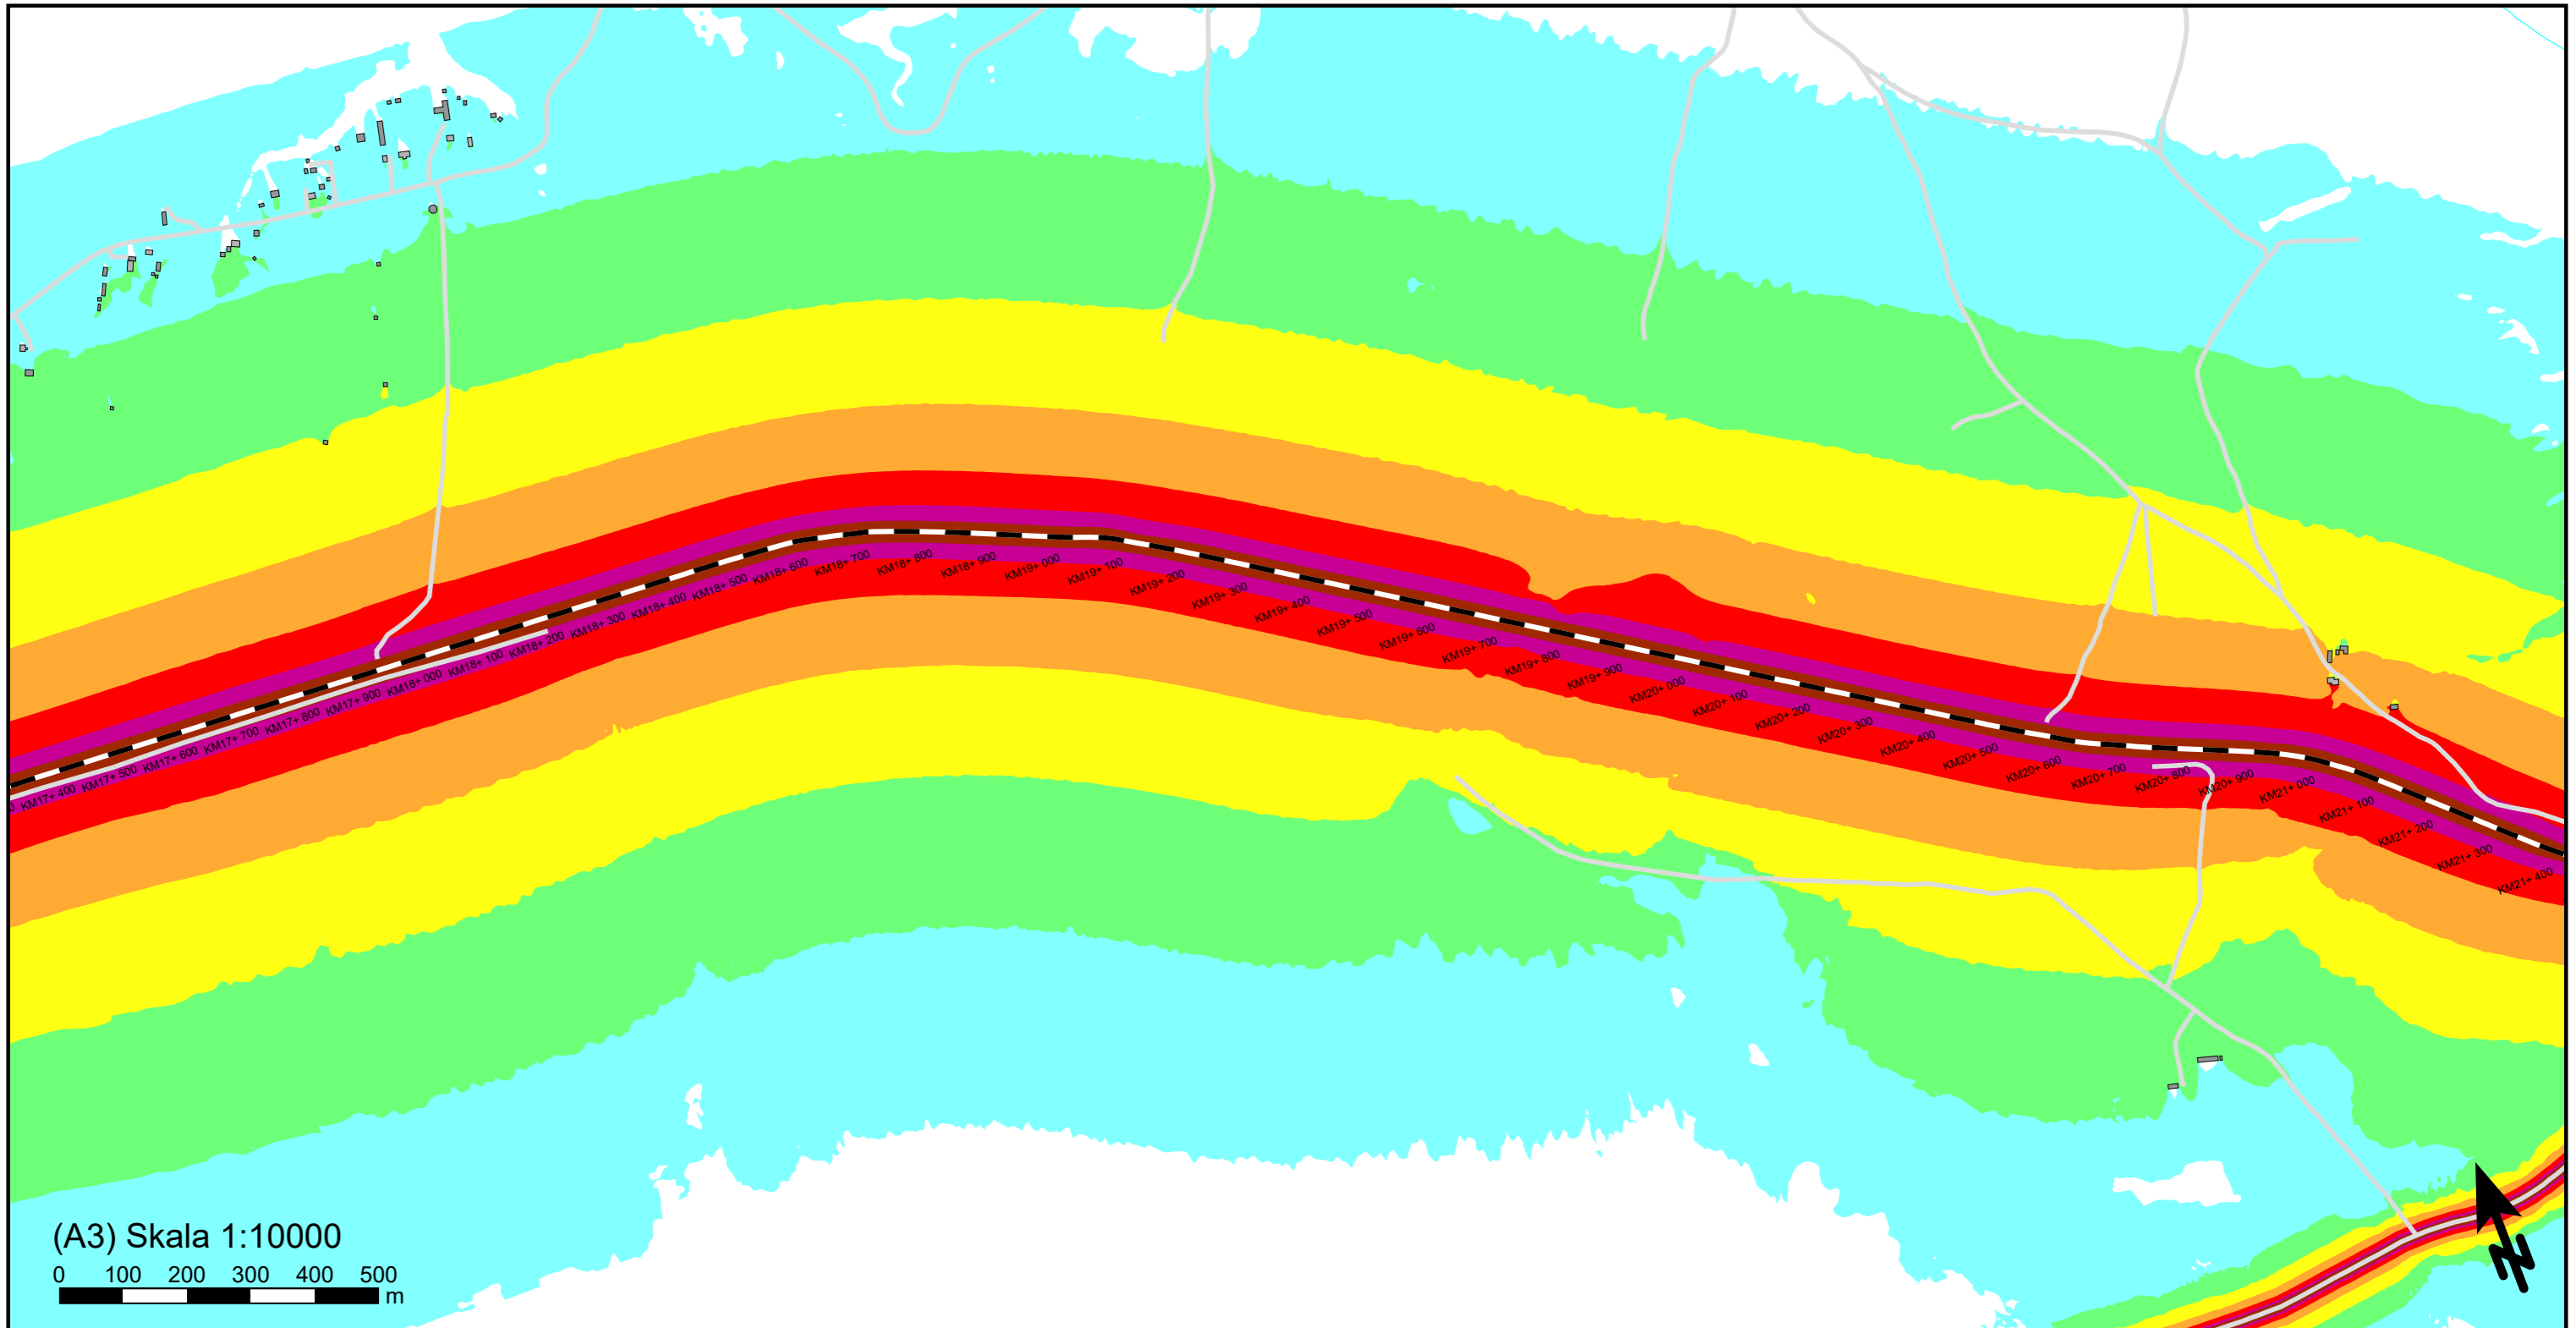 KM17+ 400
KM17+ 500
KM17+ 600
KM17+ 700
KM17+ 800
KM17+ 900
KM18+ 000
KM18+ 100
KM18+ 200
KM18+ 300
KM18+ 400
KM18+ 500
KM18+ 600
KM18+ 700
KM18+ 800
KM18+ 900
KM19+ 000
KM19+ 100
KM19+ 200
KM19+ 300
KM19+ 400
KM19+ 500
KM19+ 600
KM19+ 700
KM19+ 800
KM19+ 900
KM20+ 000
KM20+ 100
KM20+ 200
KM20+ 300
KM20+ 400
KM20+ 500
KM20+ 600
KM20+ 700
KM20+ 800
KM20+ 900
KM21+ 000
KM21+ 100
KM21+ 200
KM21+ 300
KM21+ 400
(A3) Skala 1:10000
0 100 200 300 400 500
m
N